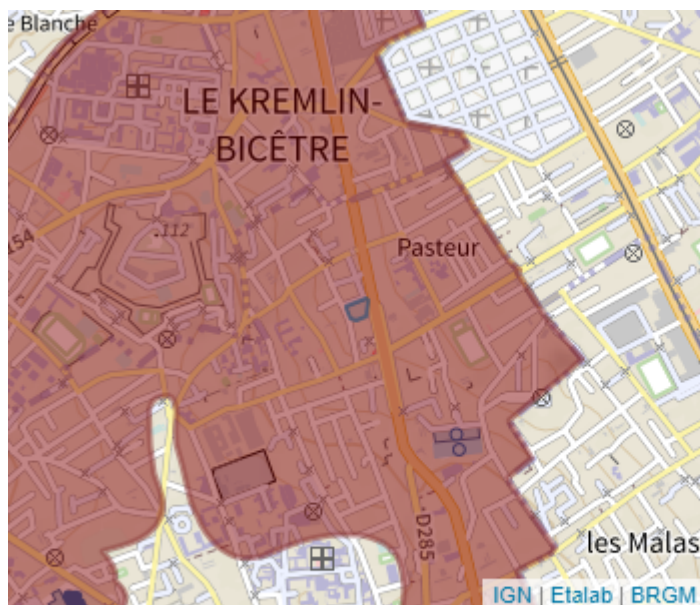 e Blanche
LE KREMLIN-
BICÊTRE
.112
154
Pasteur
D285
les Malas
IGN | Etalab | BRGM